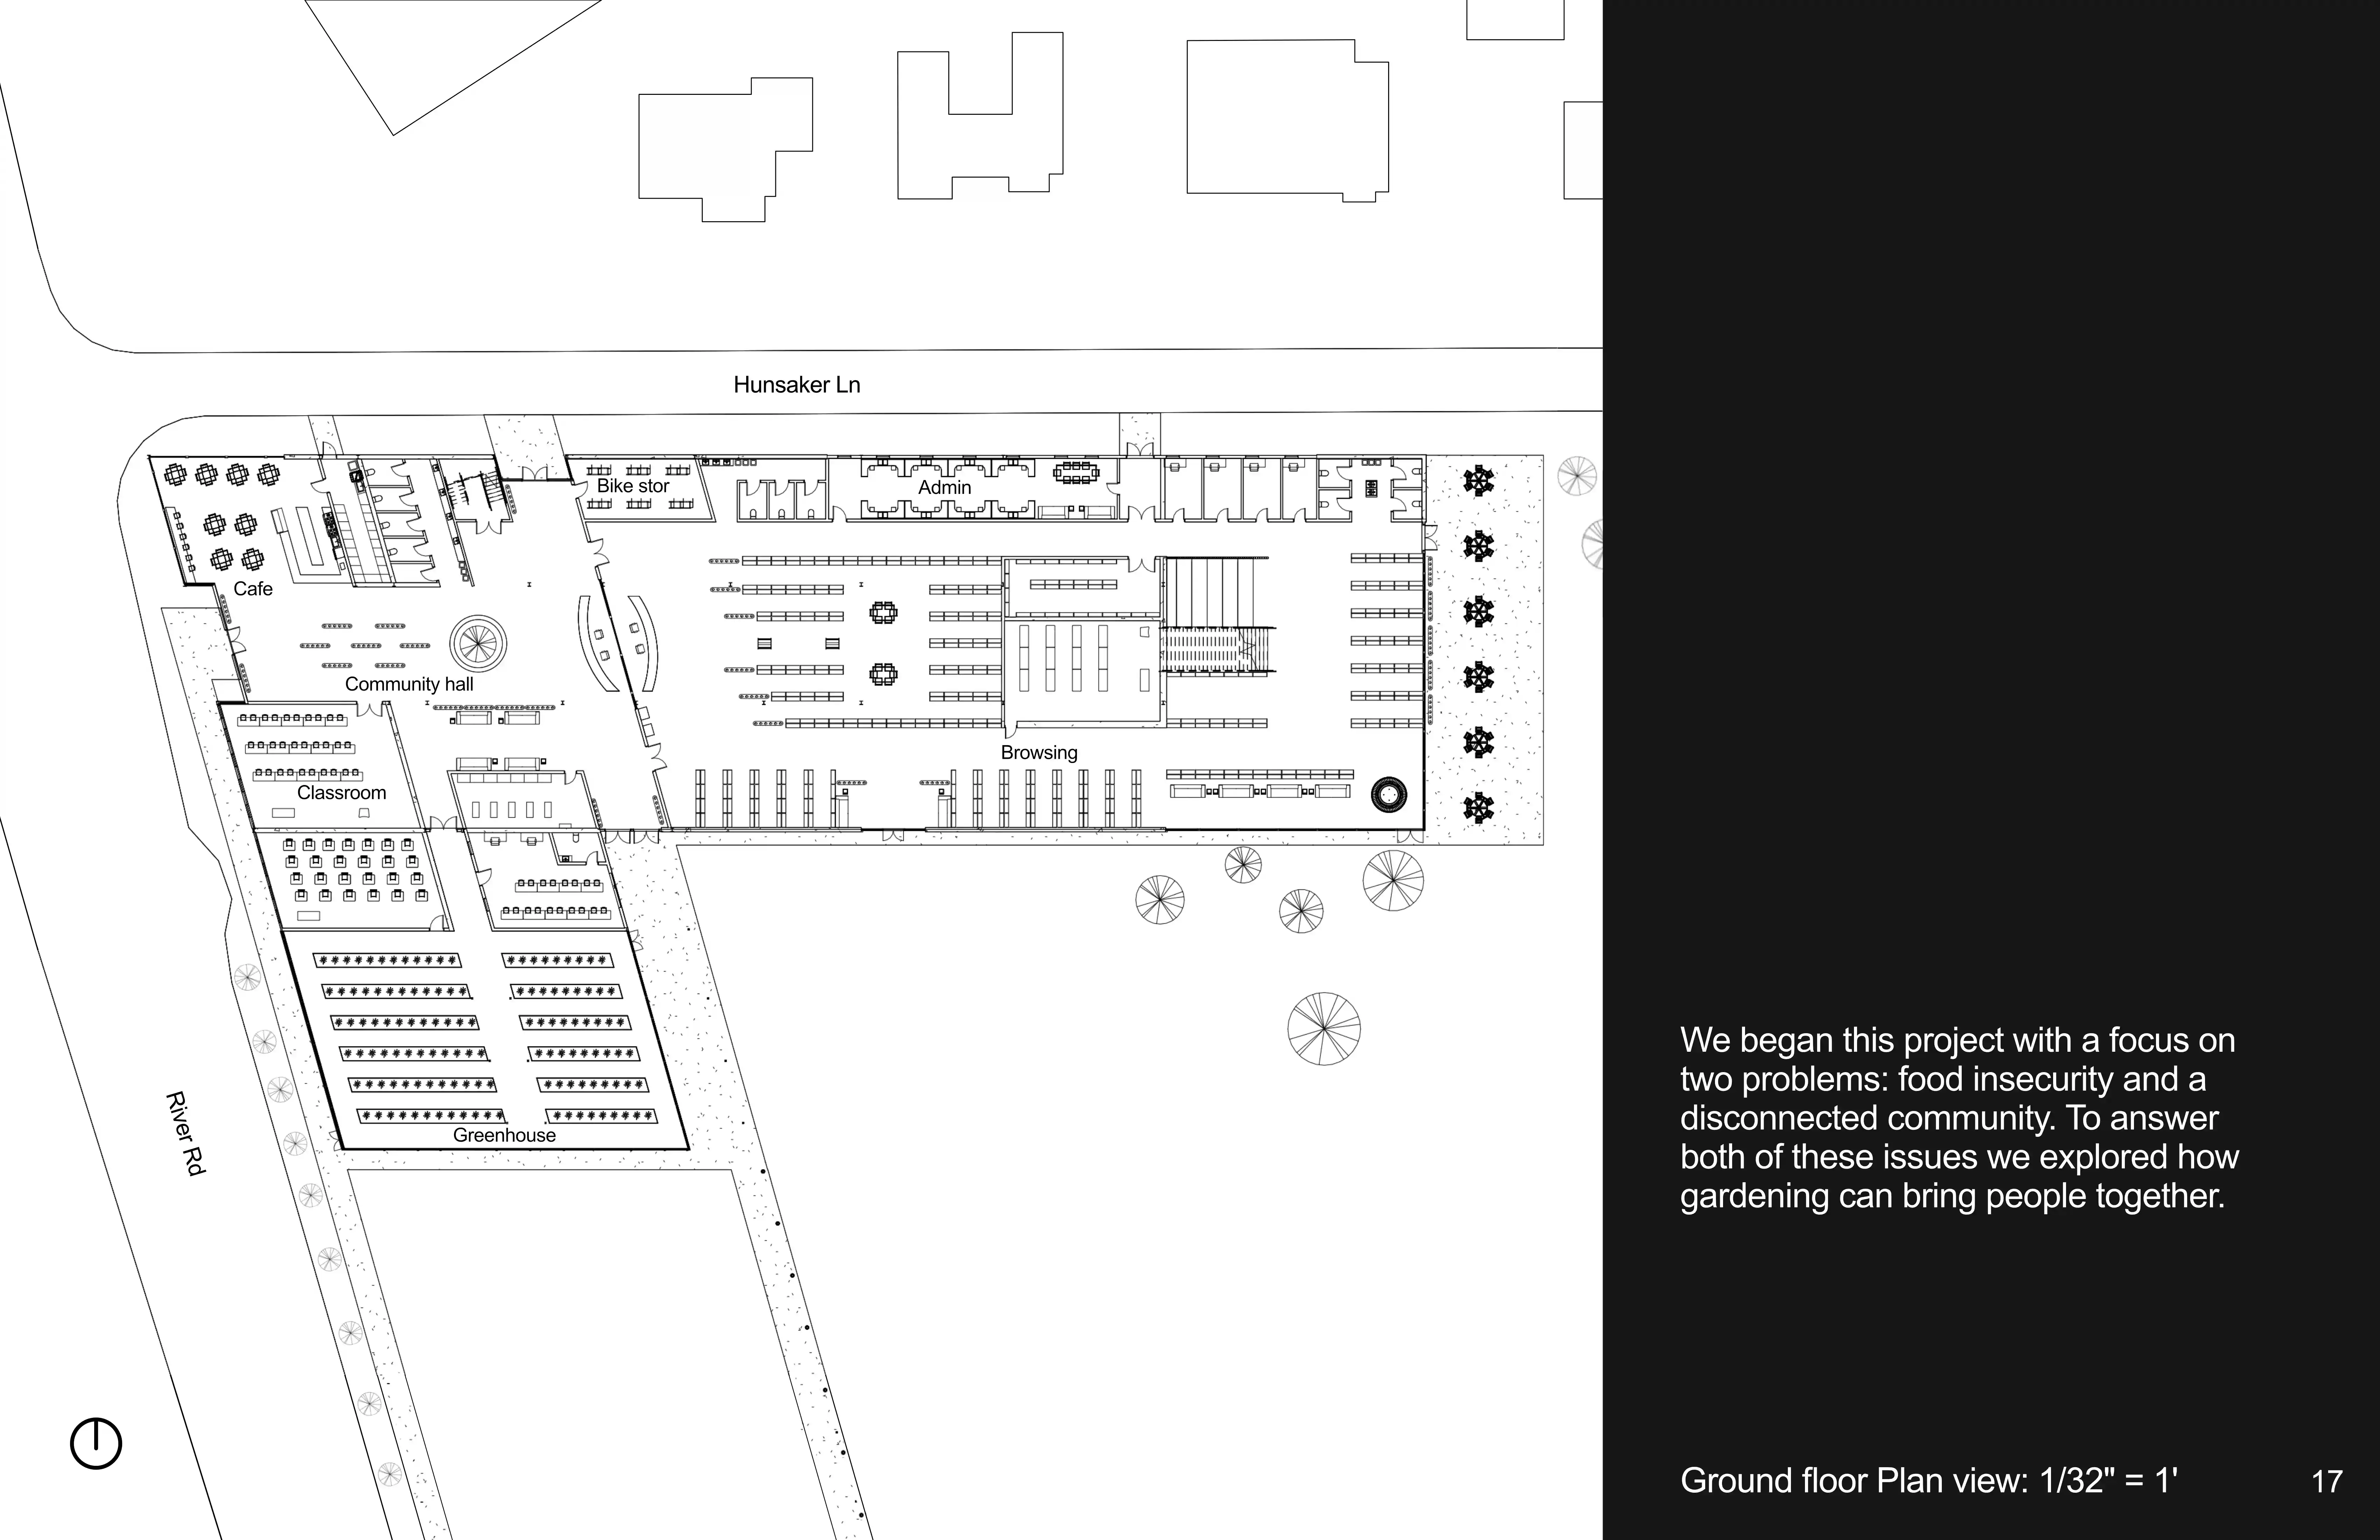 Hunsaker Ln
Bike stor
Admin
Cafe
Community hall
Browsing
Classroom
Greenhouse
River Rd
We began this project with a focus on
two problems: food insecurity and a
disconnected community. To answer
both of these issues we explored how
gardening can bring people together.
Ground floor Plan view: 1/32" = 1'
17